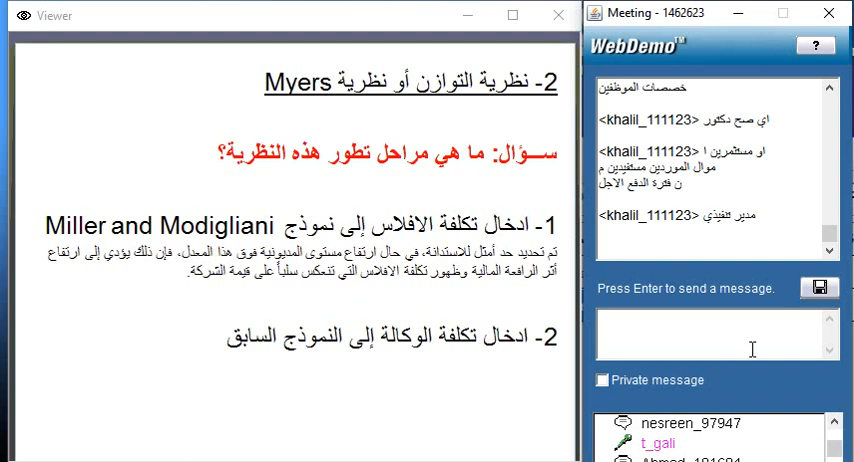 Viewer
2- نظرية التوازن أو نظرية Myers
ســـؤال: ما هي مراحل تطور هذه النظرية؟
1- ادخال تكلفة الافلاس إلى نموذج Miller and Modigliani
تم تحديد حد أمثل للاستدانة، في حال ارتفاع مستوى المديونية فوق هذا المعدل، فإن ذلك يؤدي إلى ارتفاع
أثر الرافعة المالية وظهور تكلفة الافلاس التي تنعكس سلباً على قيمة الشركة.
2- ادخال تكلفة الوكالة إلى النموذج السابق
Meeting - 1462623
WebDemo™
?
خصصات الموظفين
<khalil_111123> اي صح دكتور
<khalil_111123> او مستثمرين ا
موال الموردين مستفيدين م
ن فترة الدفع الاجل
<khalil_111123> مدير تنفيذي
Press Enter to send a message.
Private message
nesreen_97947
t_gali